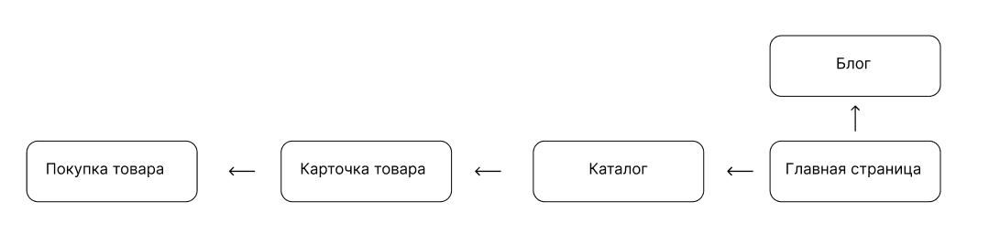 Блог
Покупка товара
Карточка товара
Каталог
Главная страница